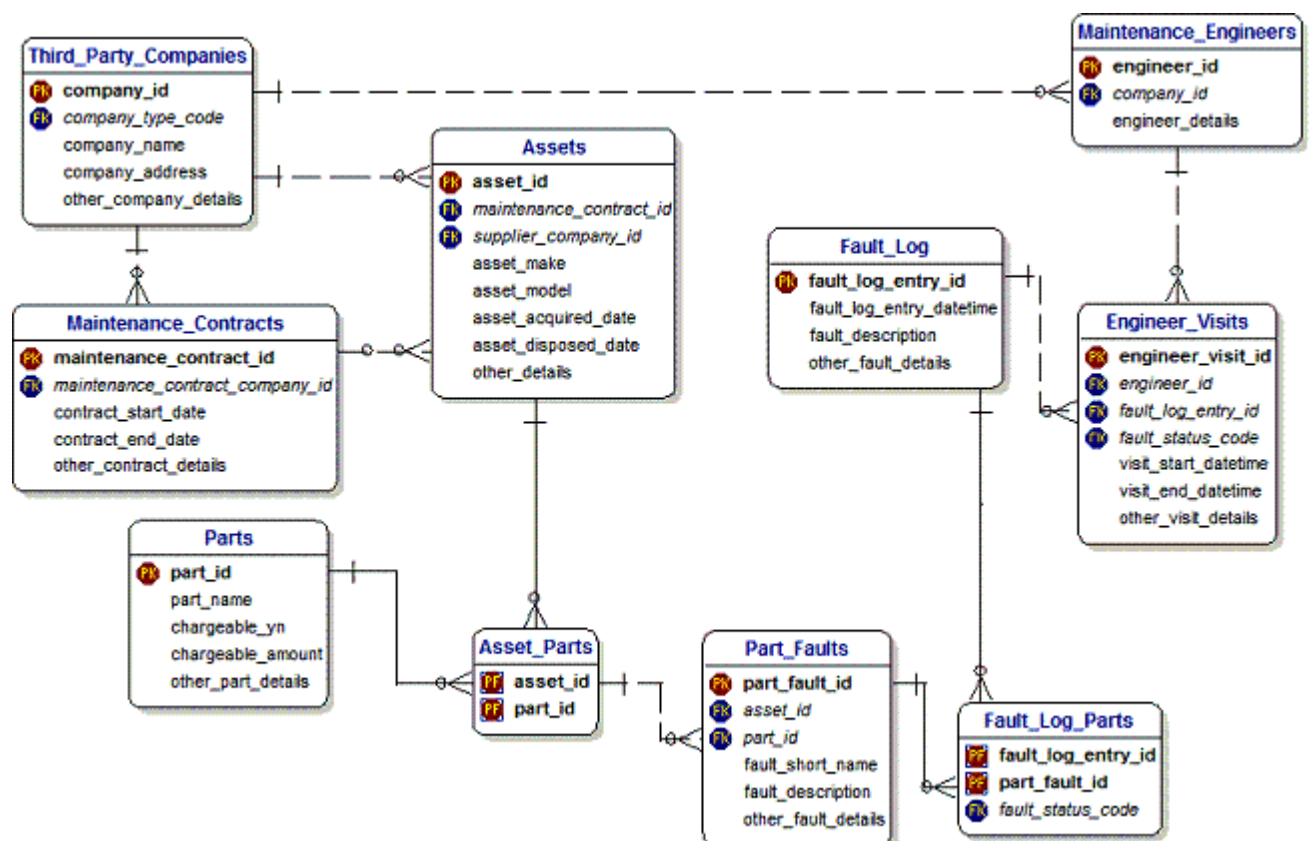 Third_Party_Companies
PK company_id
FK company_type_code
company_name
company_address
other_company_details
Maintenance_Engineers
PK engineer_id
FK company_id
engineer_details
Assets
PK asset_id
FK maintenance_contract_id
FK supplier_company_id
asset_make
asset_model
asset_acquired_date
asset_disposed_date
other_details
Fault_Log
PK fault_log_entry_id
fault_log_entry_datetime
fault_description
other_fault_details
Maintenance_Contracts
PK maintenance_contract_id
FK maintenance_contract_company_id
contract_start_date
contract_end_date
other_contract_details
Engineer_Visits
PK engineer_visit_id
FK engineer_id
FK fault_log_entry_id
FK fault_status_code
visit_start_datetime
visit_end_datetime
other_visit_details
Parts
PK part_id
part_name
chargeable_yn
chargeable_amount
other_part_details
Asset_Parts
PF asset_id
PF part_id
Part_Faults
PK part_fault_id
FK asset_id
FK part_id
fault_short_name
fault_description
other_fault_details
Fault_Log_Parts
PF fault_log_entry_id
PF part_fault_id
FK fault_status_code